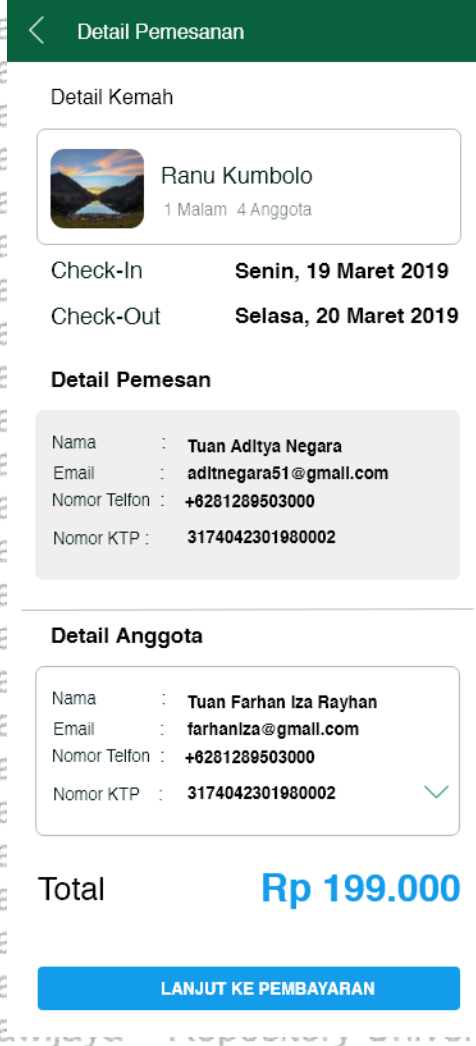 Detail Pemesanan
Detail Kemah
Ranu Kumbolo
1 Malam 4 Anggota
Check-In Senin, 19 Maret 2019
Check-Out Selasa, 20 Maret 2019
Detail Pemesan
Nama : Tuan Aditya Negara
Email : aditnegara51@gmail.com
Nomor Telfon : +6281289503000
Nomor KTP : 3174042301980002
Detail Anggota
Nama : Tuan Farhan Iza Rayhan
Email : farhaniza@gmail.com
Nomor Telfon : +6281289503000
Nomor KTP : 3174042301980002
Total Rp 199.000
LANJUT KE PEMBAYARAN